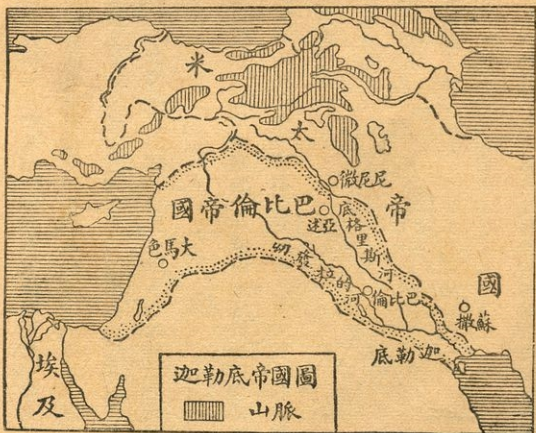 米
太
帝
國
微尼尼
國帝倫比巴
述亞
底格里斯河
色馬大
幼發拉的河
倫比巴
撒蘇
底勒迦
埃及
迦勒底帝國圖
山脈